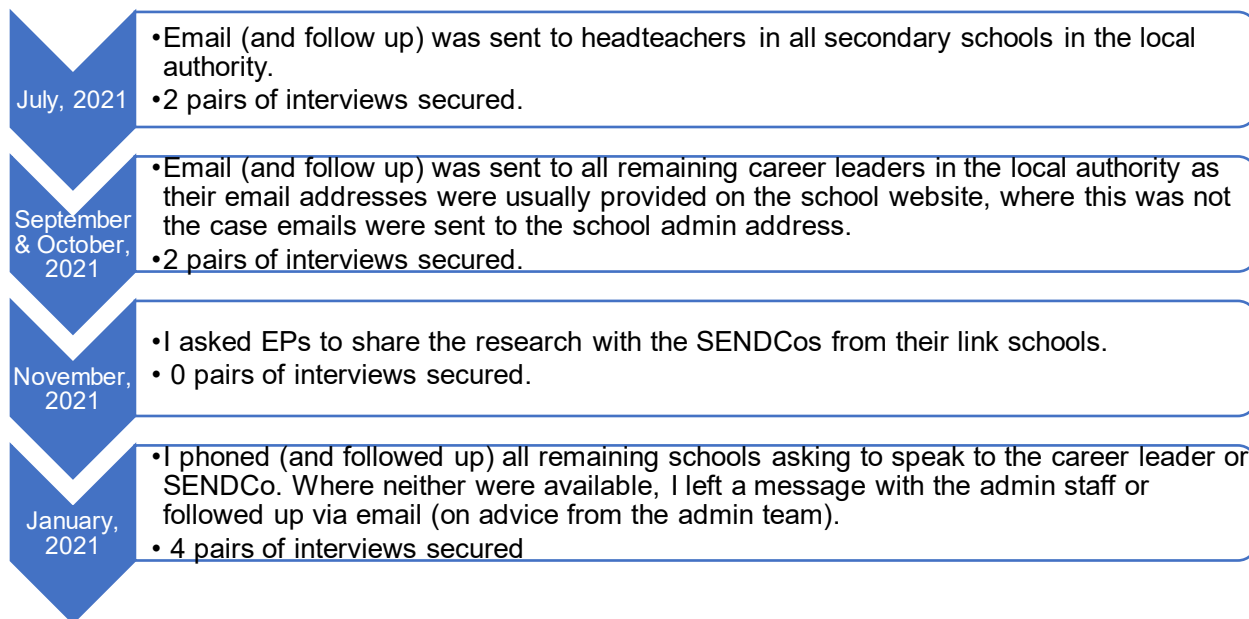 July, 2021
•Email (and follow up) was sent to headteachers in all secondary schools in the local
authority.
•2 pairs of interviews secured.
September
& October,
2021
•Email (and follow up) was sent to all remaining career leaders in the local authority as
their email addresses were usually provided on the school website, where this was not
the case emails were sent to the school admin address.
•2 pairs of interviews secured.
November,
2021
•I asked EPs to share the research with the SENDCos from their link schools.
• 0 pairs of interviews secured.
January,
2021
•I phoned (and followed up) all remaining schools asking to speak to the career leader or
SENDCo. Where neither were available, I left a message with the admin staff or
followed up via email (on advice from the admin team).
• 4 pairs of interviews secured